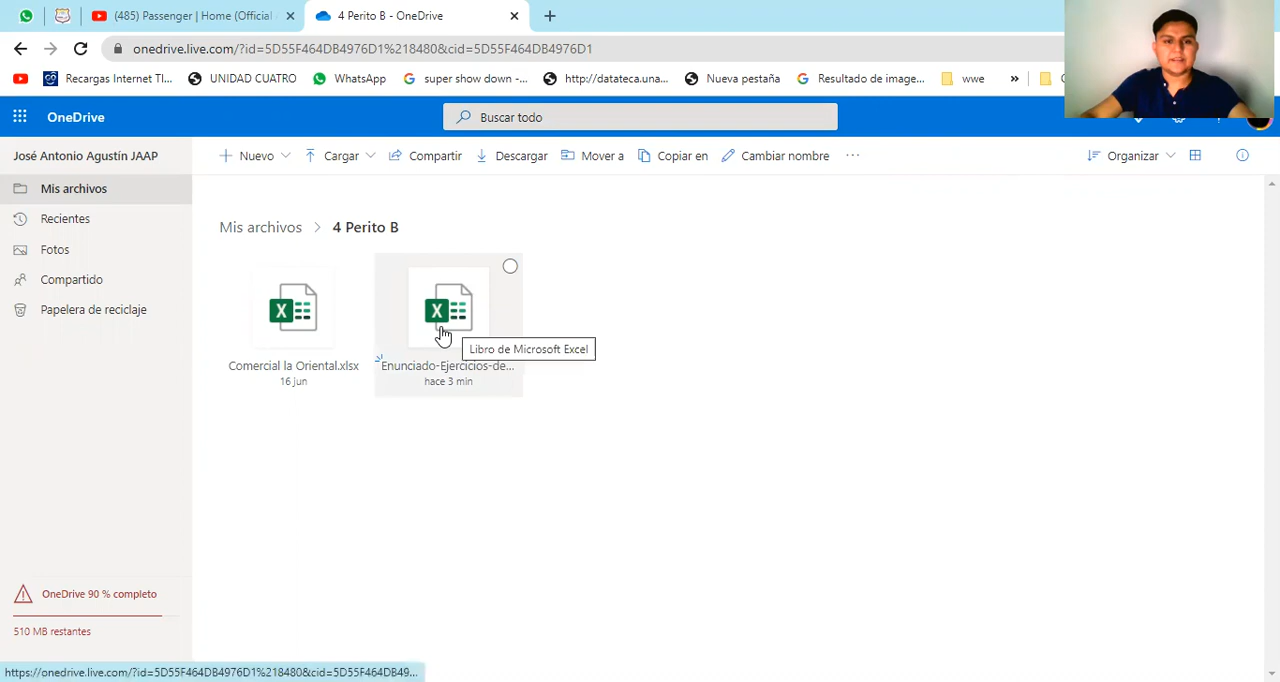 (485) Passenger | Home (Official
4 Perito B - OneDrive
onedrive.live.com/?id=5D55F464DB4976D1%218480&cid=5D55F464DB4976D1
Recargas Internet TI...
UNIDAD CUATRO
WhatsApp
super show down -...
http://datateca.una...
Nueva pestaña
Resultado de image...
wwe
»
OneDrive
Buscar todo
José Antonio Agustín JAAP
Nuevo
Cargar
Compartir
Descargar
Mover a
Copiar en
Cambiar nombre
...
Organizar
Mis archivos
Recientes
Fotos
Compartido
Papelera de reciclaje
Mis archivos > 4 Perito B
Comercial la Oriental.xlsx
16 jun
Enunciado-Ejercicios-de...
hace 3 min
Libro de Microsoft Excel
OneDrive 90 % completo
510 MB restantes
https://onedrive.live.com/?id=5D55F464DB4976D1%218480&cid=5D55F464DB49...